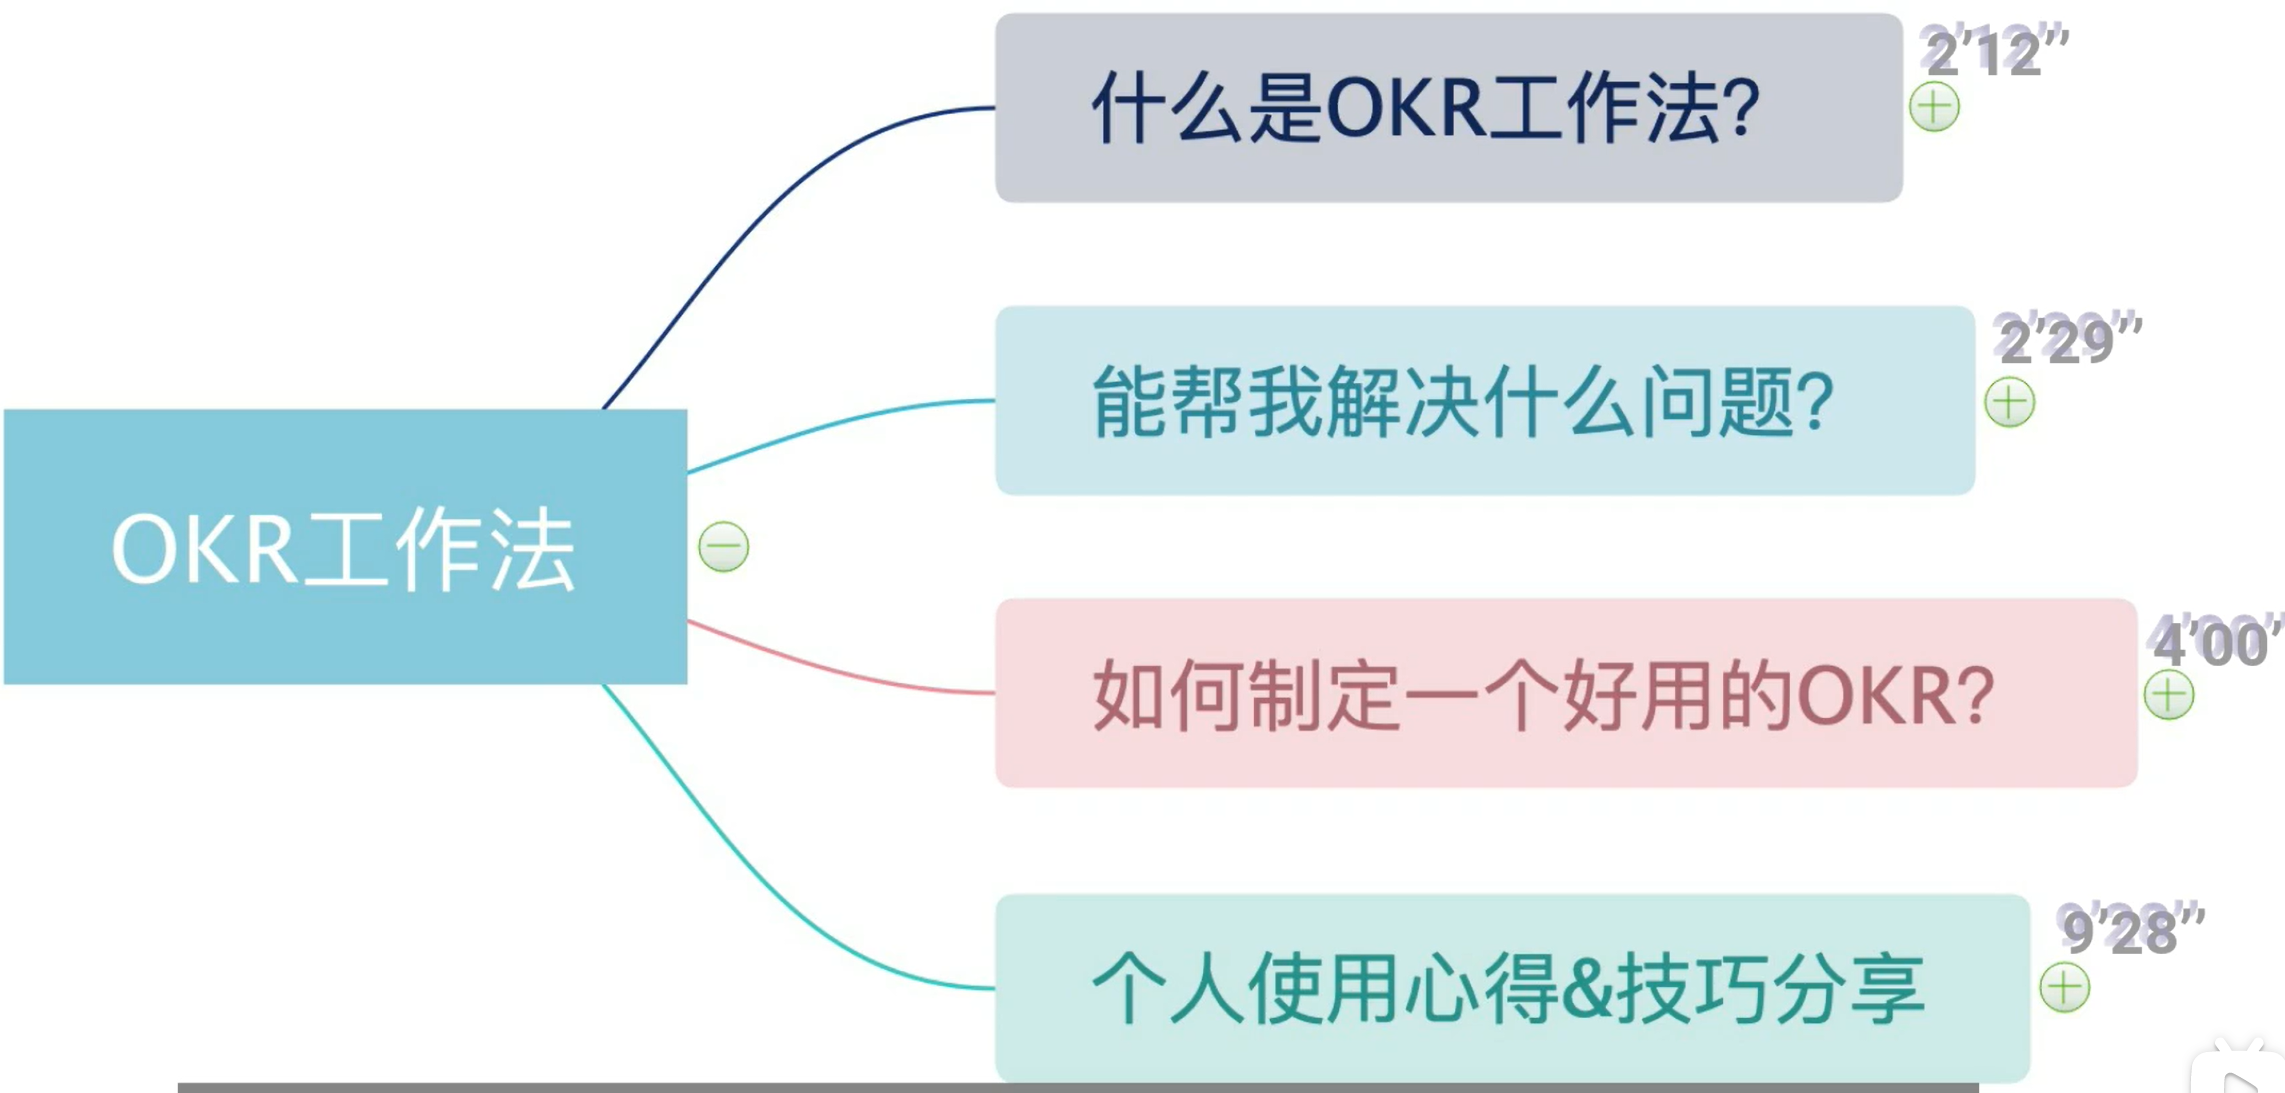 什么是OKR工作法?
2’12’’
能帮我解决什么问题?
2’29’’
OKR工作法
如何制定一个好用的OKR?
4’00’
个人使用心得&技巧分享
9’28’’